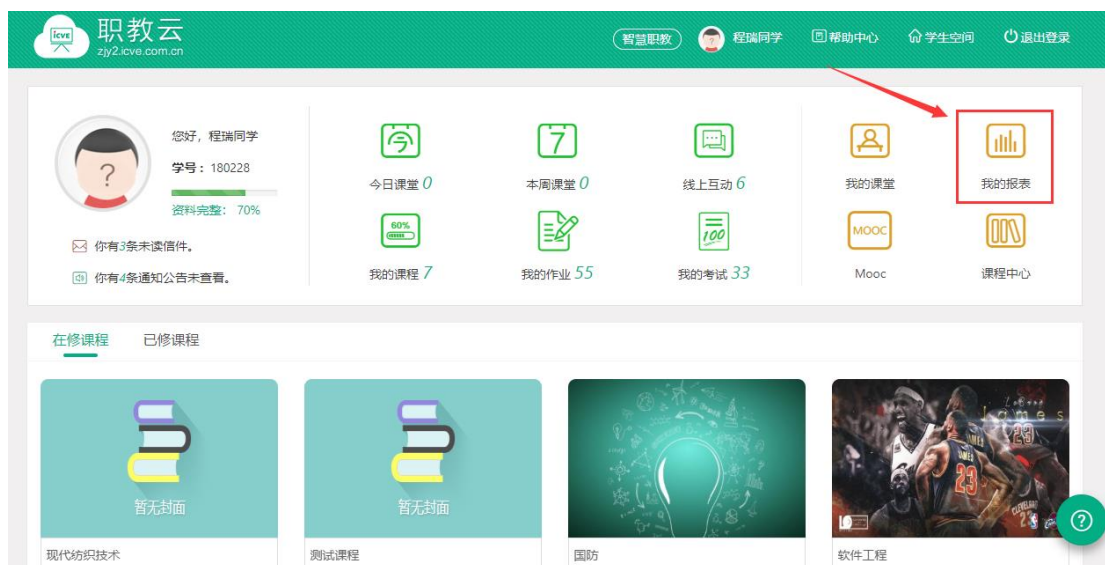 icve 职教云
zjy2.icve.com.cn
智慧职教 程瑞同学 帮助中心 学生空间 退出登录
您好，程瑞同学
学号：180228
资料完整： 70%
你有3条未读信件。
你有4条通知公告未查看。
今日课堂 0
7
本周课堂 0
线上互动 6
我的课堂
我的报表
60%
我的课程 7
我的作业 55
100
我的考试 33
MOOC
Mooc
课程中心
在修课程 已修课程
暂无封面
现代纺织技术
暂无封面
测试课程
国防
James
23
23
软件工程